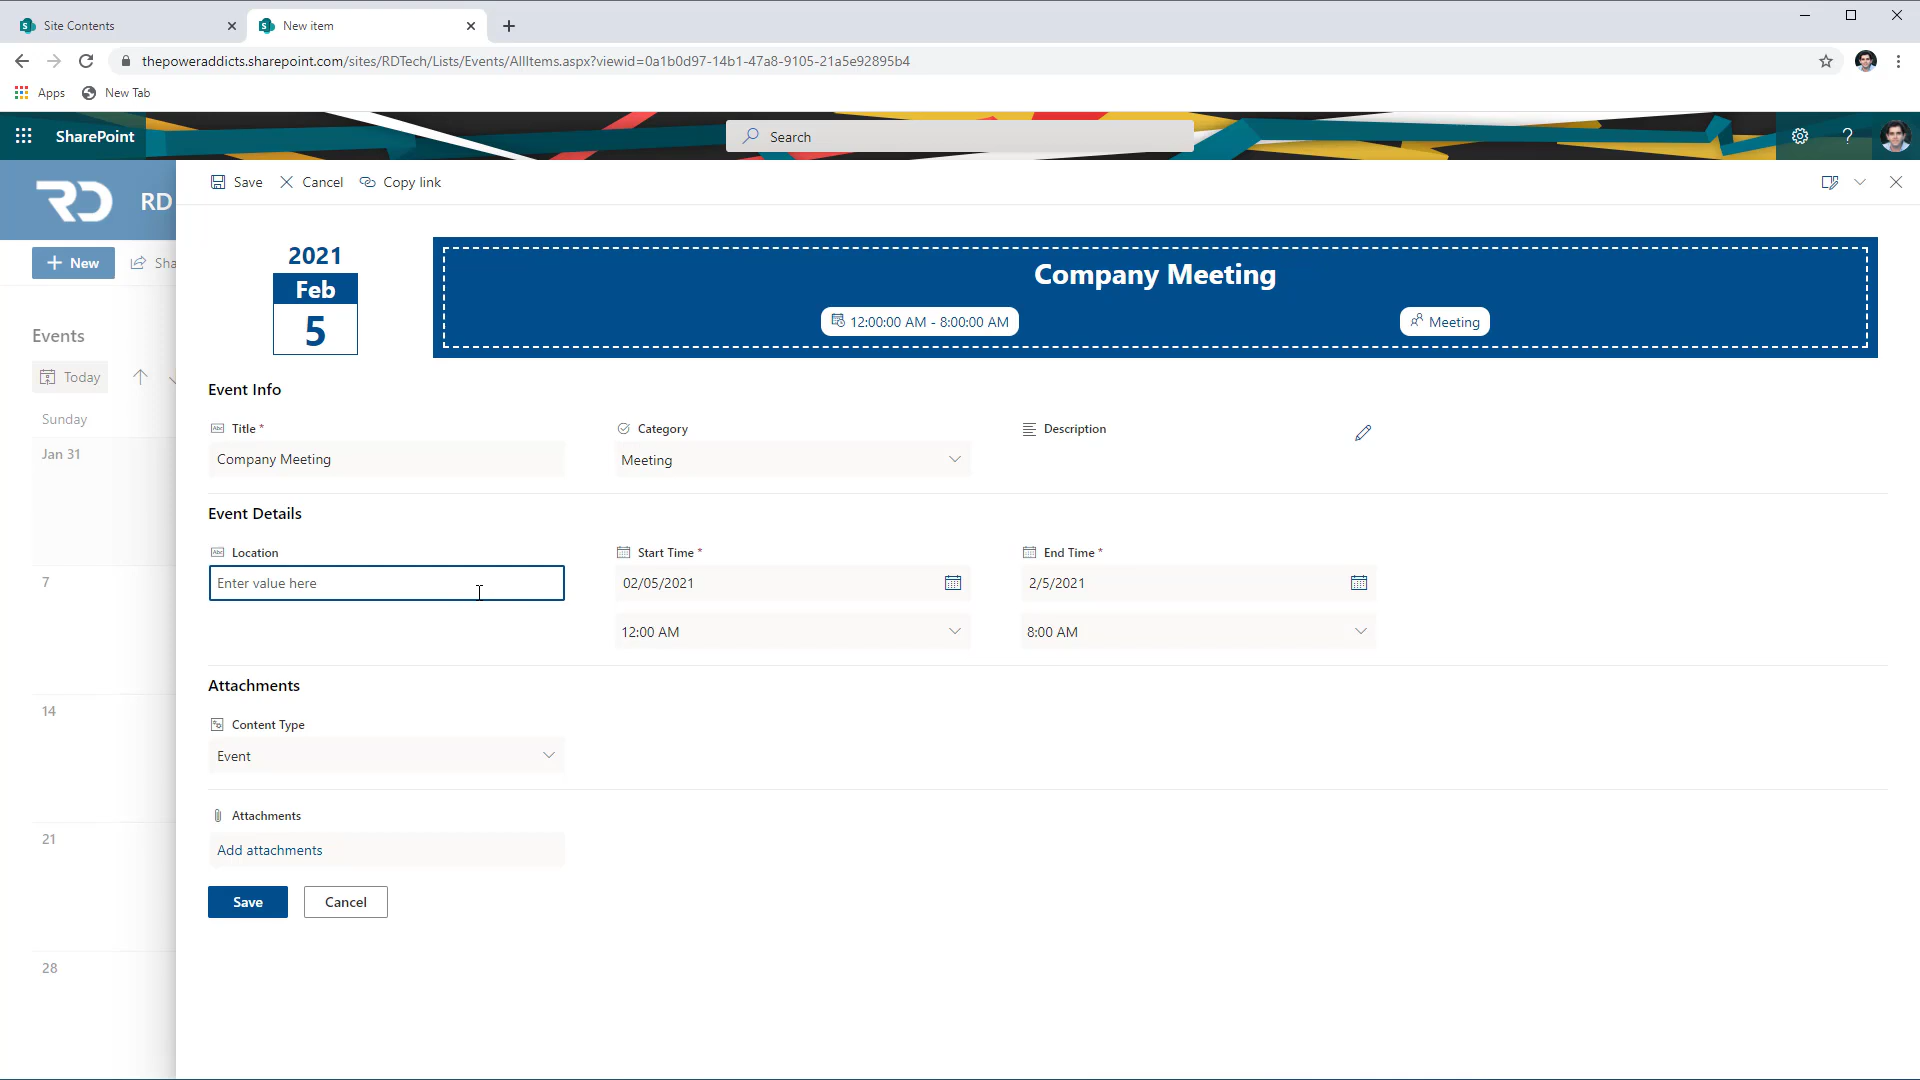 Site Contents
New item
thepoweraddicts.sharepoint.com/sites/RDTech/Lists/Events/AllItems.aspx?viewid=0a1b0d97-14b1-47a8-9105-21a5e92895b4
Apps
New Tab
SharePoint
Search
?
RD
RD
Save
Cancel
Copy link
New
Sha
Events
Today
Sunday
Jan 31
7
14
21
28
2021
Feb
5
Company Meeting
12:00:00 AM - 8:00:00 AM
Meeting
Event Info
Title *
Category
Description
Company Meeting
Meeting
Event Details
Location
Start Time *
End Time *
Enter value here
02/05/2021
2/5/2021
12:00 AM
8:00 AM
Attachments
Content Type
Event
Attachments
Add attachments
Save
Cancel